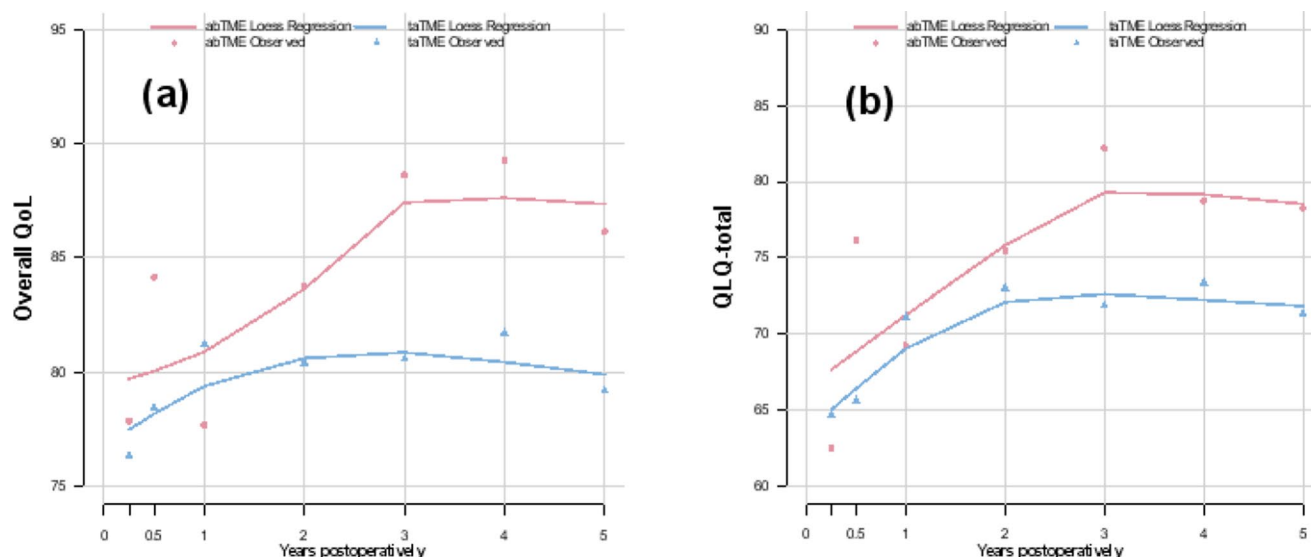 abTME Loess Regression taTME Loess Regression
abTME Observed taTME Observed
(a)
Overall QoL
95
90
85
80
75
0 0.5 1 2 3 4 5
Years postoperatively
abTME Loess Regression taTME Loess Regression
abTME Observed taTME Observed
(b)
QLQ-total
90
85
80
75
70
65
60
0 0.5 1 2 3 4 5
Years postoperatively